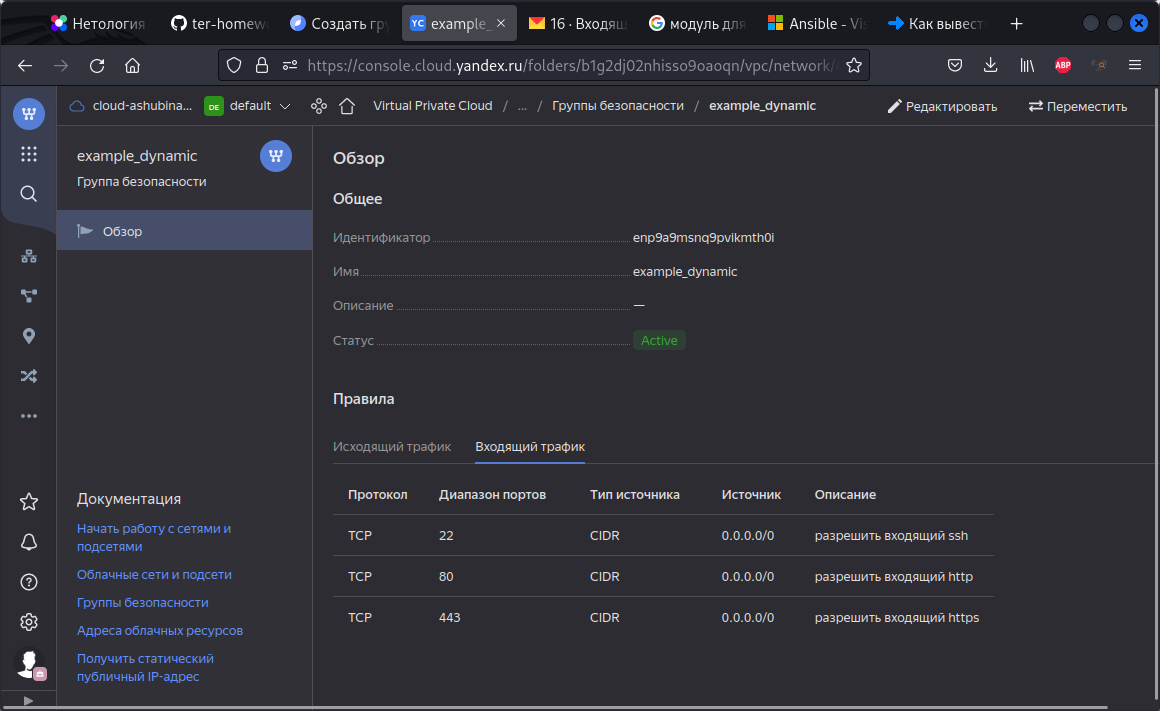 Нетология
ter-homew
Создать гру
YC example_
16 · Входящ
модуль для
Ansible - Vis
Как вывест
https://console.cloud.yandex.ru/folders/b1g2dj02nhisso9oaoqn/vpc/network/
ABP
cloud-ashubina...
DE default
Virtual Private Cloud / ... / Группы безопасности / example_dynamic
Редактировать
Переместить
example_dynamic
Группа безопасности
Обзор
Документация
Начать работу с сетями и
подсетями
Облачные сети и подсети
Группы безопасности
Адреса облачных ресурсов
Получить статический
публичный IP-адрес
Обзор
Общее
Идентификатор enp9a9msnq9pvikmth0i
Имя example_dynamic
Описание —
Статус Active
Правила
Исходящий трафик Входящий трафик
Протокол Диапазон портов Тип источника Источник Описание
TCP 22 CIDR 0.0.0.0/0 разрешить входящий ssh
TCP 80 CIDR 0.0.0.0/0 разрешить входящий http
TCP 443 CIDR 0.0.0.0/0 разрешить входящий https